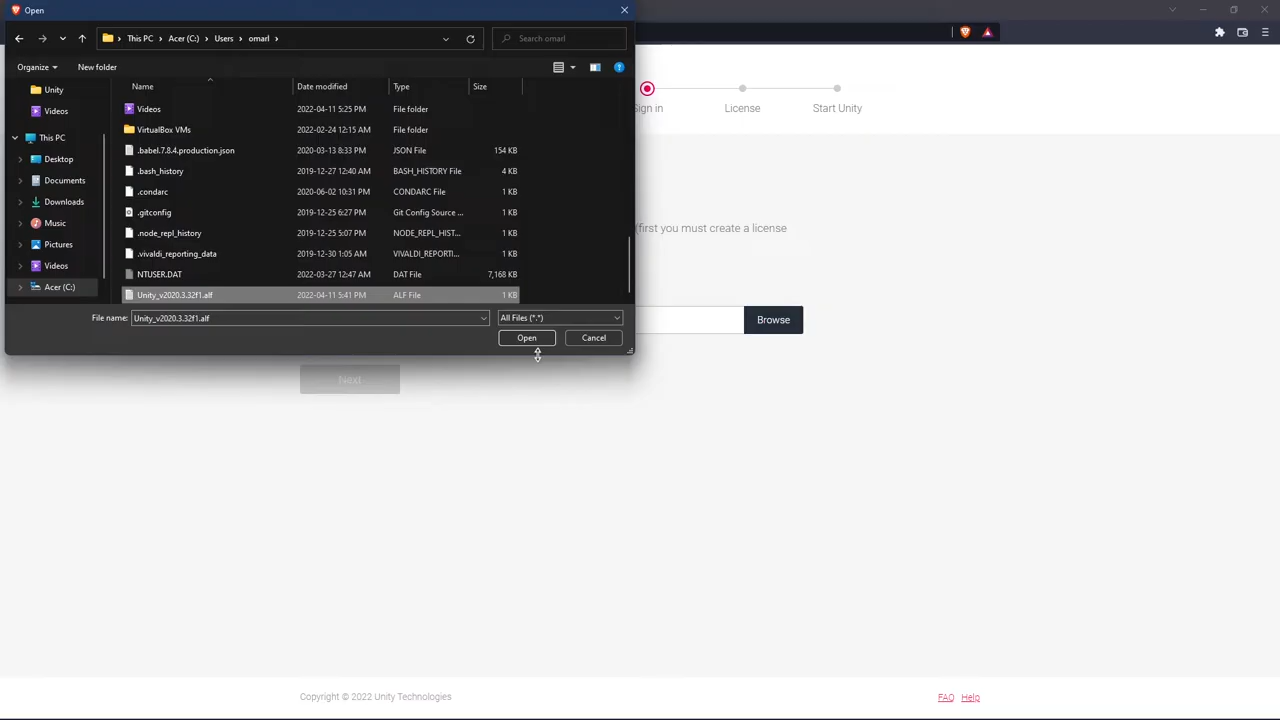 Open
This PC > Acer (C:) > Users > omarl >
Search omarl
Organize
New folder
Name
Date modified
Type
Size
Unity
Videos
This PC
Desktop
Documents
Downloads
Music
Pictures
Videos
Acer (C:)
Videos 2022-04-11 5:25 PM File folder
VirtualBox VMs 2022-02-24 12:15 AM File folder
.babel.7.8.4.production.json 2020-03-13 8:33 PM JSON File 154 KB
.bash_history 2019-12-27 12:40 AM BASH_HISTORY File 4 KB
.condarc 2020-06-02 10:31 PM CONDARC File 1 KB
.gitconfig 2019-12-25 6:27 PM Git Config Source ... 1 KB
.node_repl_history 2019-12-25 5:07 PM NODE_REPL_HIST... 1 KB
.vivaldi_reporting_data 2019-12-30 1:05 AM VIVALDI_REPORTI... 1 KB
NTUSER.DAT 2022-03-27 12:47 AM DAT File 7,168 KB
Unity_v2020.3.32f1.alf 2022-04-11 5:41 PM ALF File 1 KB
File name: Unity_v2020.3.32f1.alf
All Files (*.*)
Open
Cancel
Sign in
License
Start Unity
(first you must create a license
Browse
Next
Copyright © 2022 Unity Technologies
FAQ Help